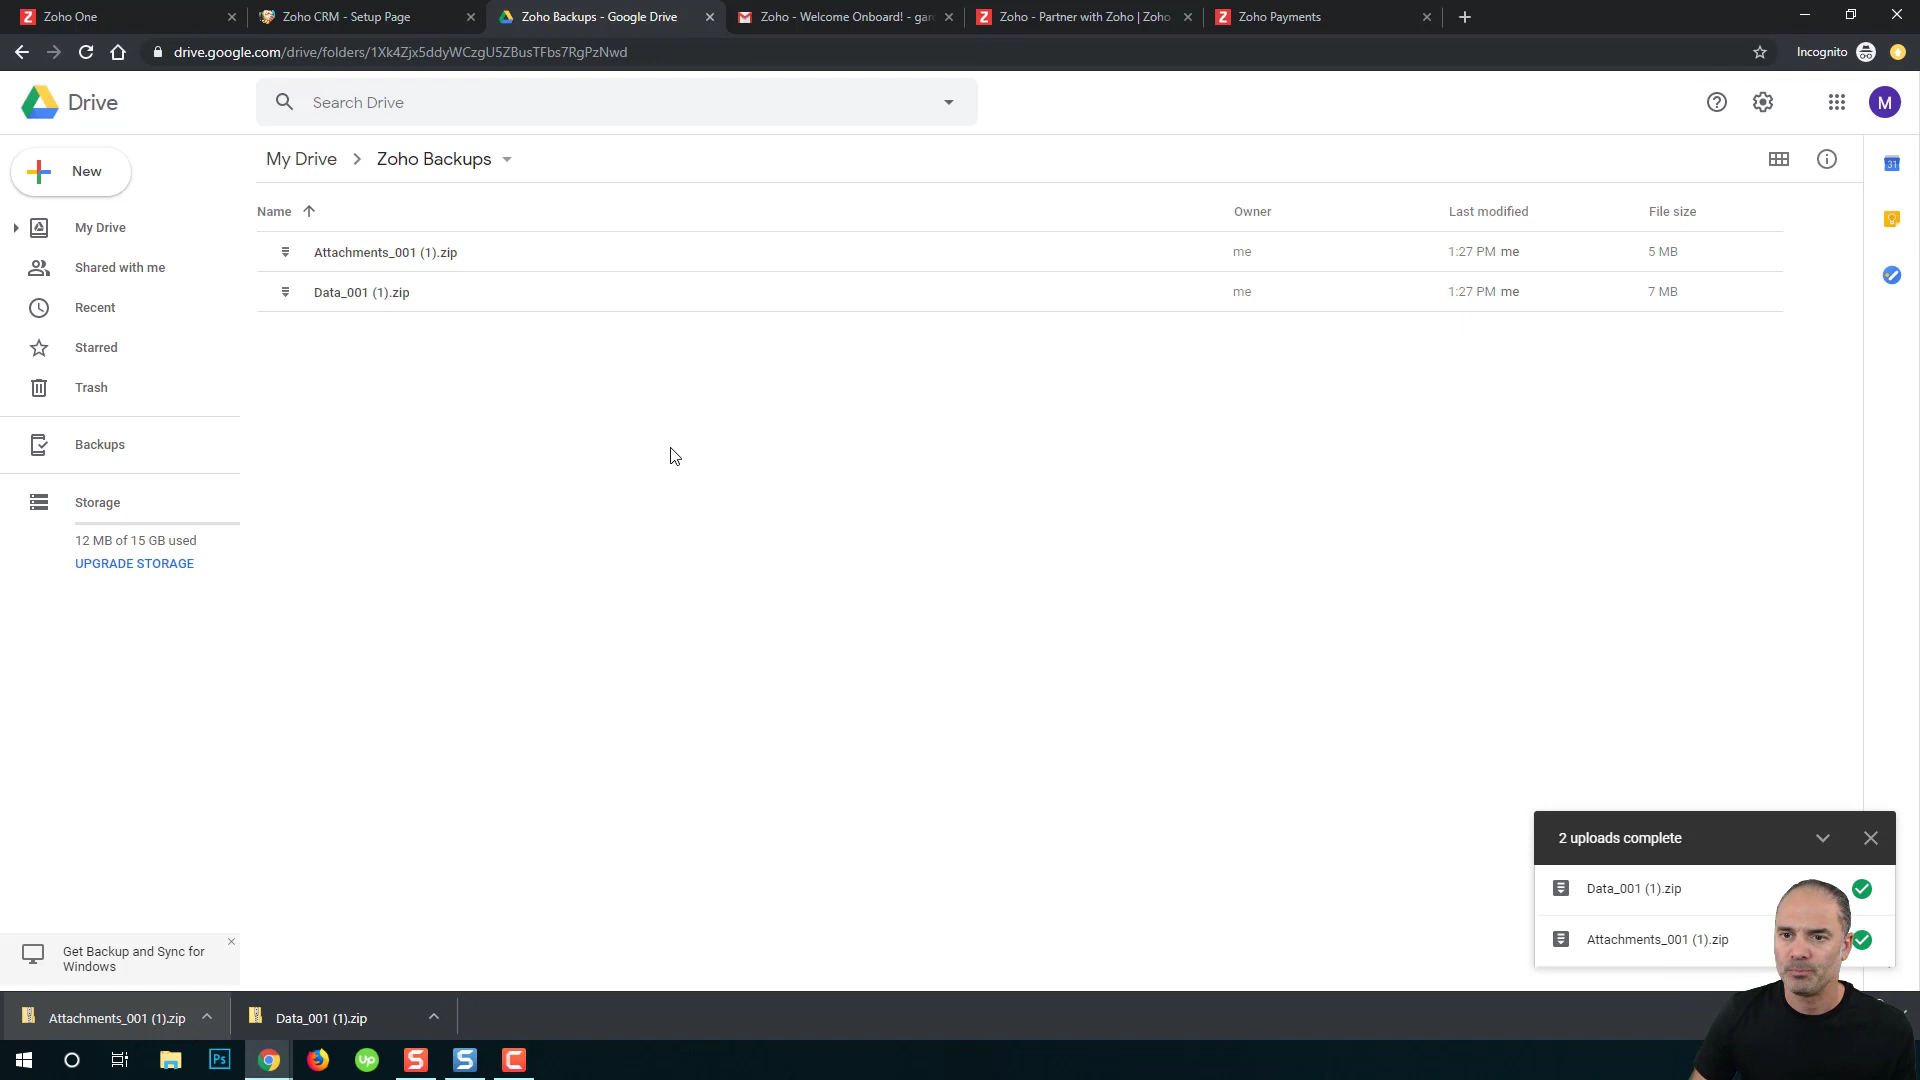 Zoho One
Zoho CRM - Setup Page
Zoho Backups - Google Drive
Zoho - Welcome Onboard! - gar
Zoho - Partner with Zoho | Zoho
Zoho Payments
drive.google.com/drive/folders/1Xk4Zjx5ddyWCzgU5ZBusTFbs7RgPzNwd
Incognito
Drive
Search Drive
M
New
My Drive
Shared with me
Recent
Starred
Trash
Backups
Storage
12 MB of 15 GB used
UPGRADE STORAGE
Get Backup and Sync for
Windows
My Drive > Zoho Backups
Name Owner Last modified File size
Attachments_001 (1).zip me 1:27 PM me 5 MB
Data_001 (1).zip me 1:27 PM me 7 MB
31
2 uploads complete
Data_001 (1).zip
Attachments_001 (1).zip
Attachments_001 (1).zip
Data_001 (1).zip
Ps
up
S
S
C